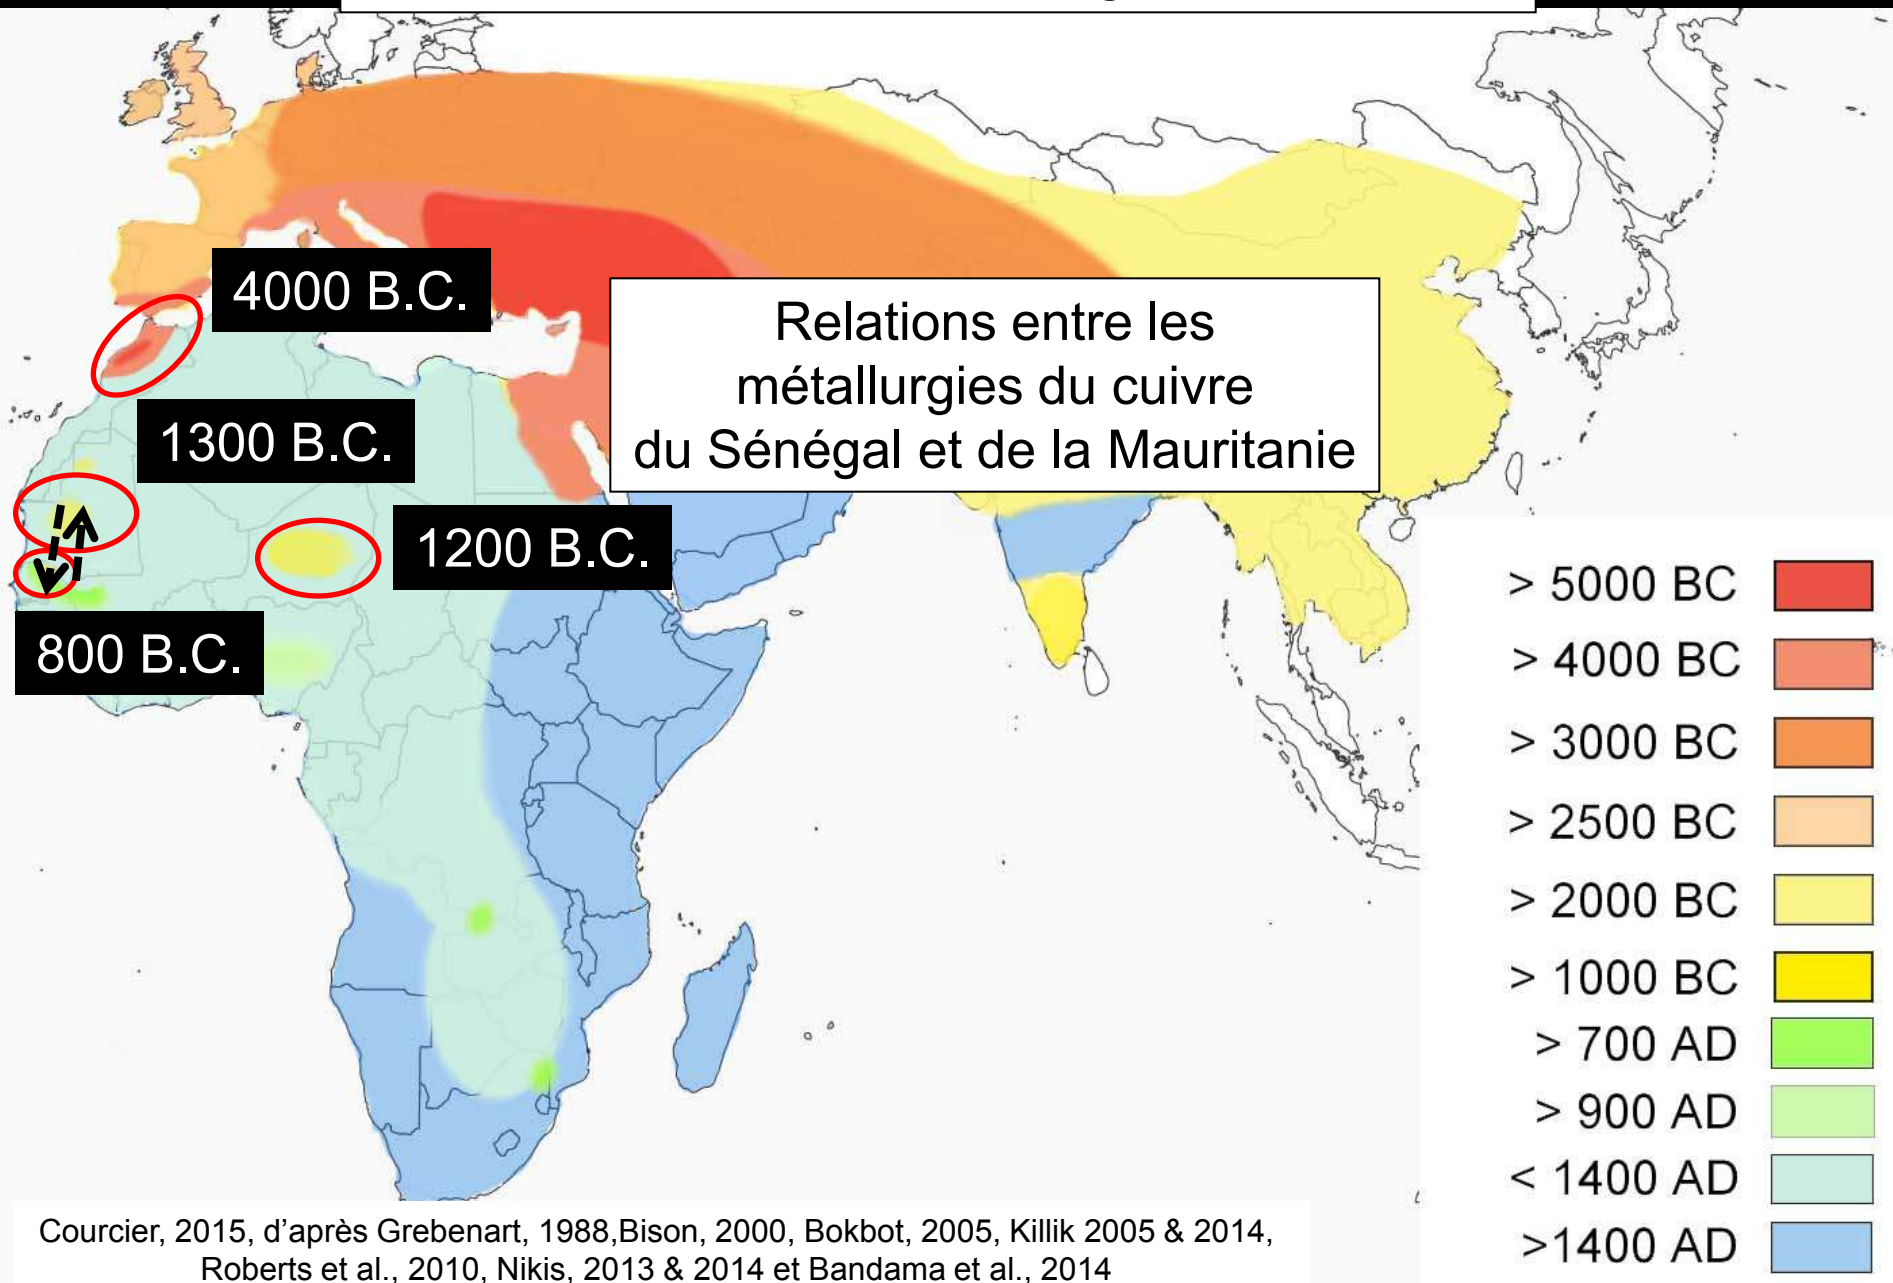 4000 B.C.
1300 B.C.
1200 B.C.
800 B.C.
Relations entre les
métallurgies du cuivre
du Sénégal et de la Mauritanie
> 5000 BC
> 4000 BC
> 3000 BC
> 2500 BC
> 2000 BC
> 1000 BC
> 700 AD
> 900 AD
< 1400 AD
>1400 AD
Courcier, 2015, d’après Grebenart, 1988,Bison, 2000, Bokbot, 2005, Killik 2005 & 2014,
Roberts et al., 2010, Nikis, 2013 & 2014 et Bandama et al., 2014